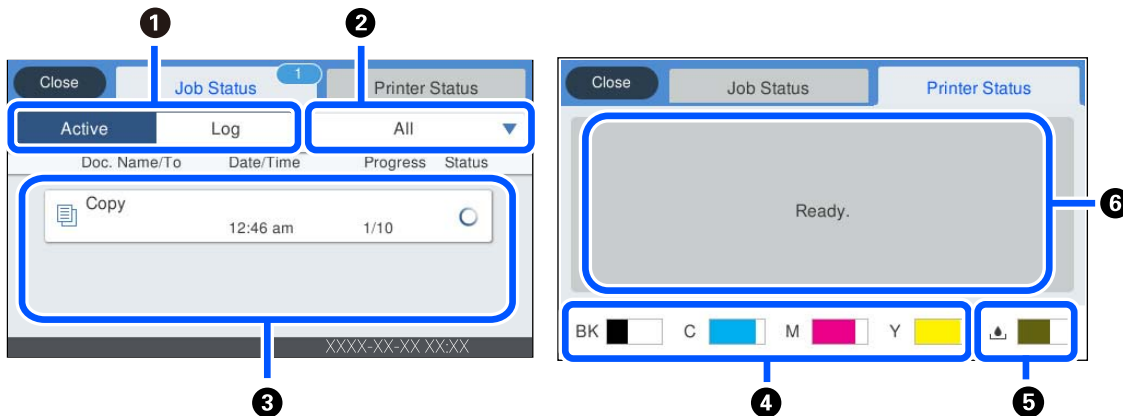 1 2
Close Job Status 1 Printer Status
Active Log All
Doc. Name/To Date/Time Progress Status
Copy
12:46 am 1/10
XXXX-XX-XX XX:XX
3
Close Job Status Printer Status
Ready.
6
BK C M Y
4 5